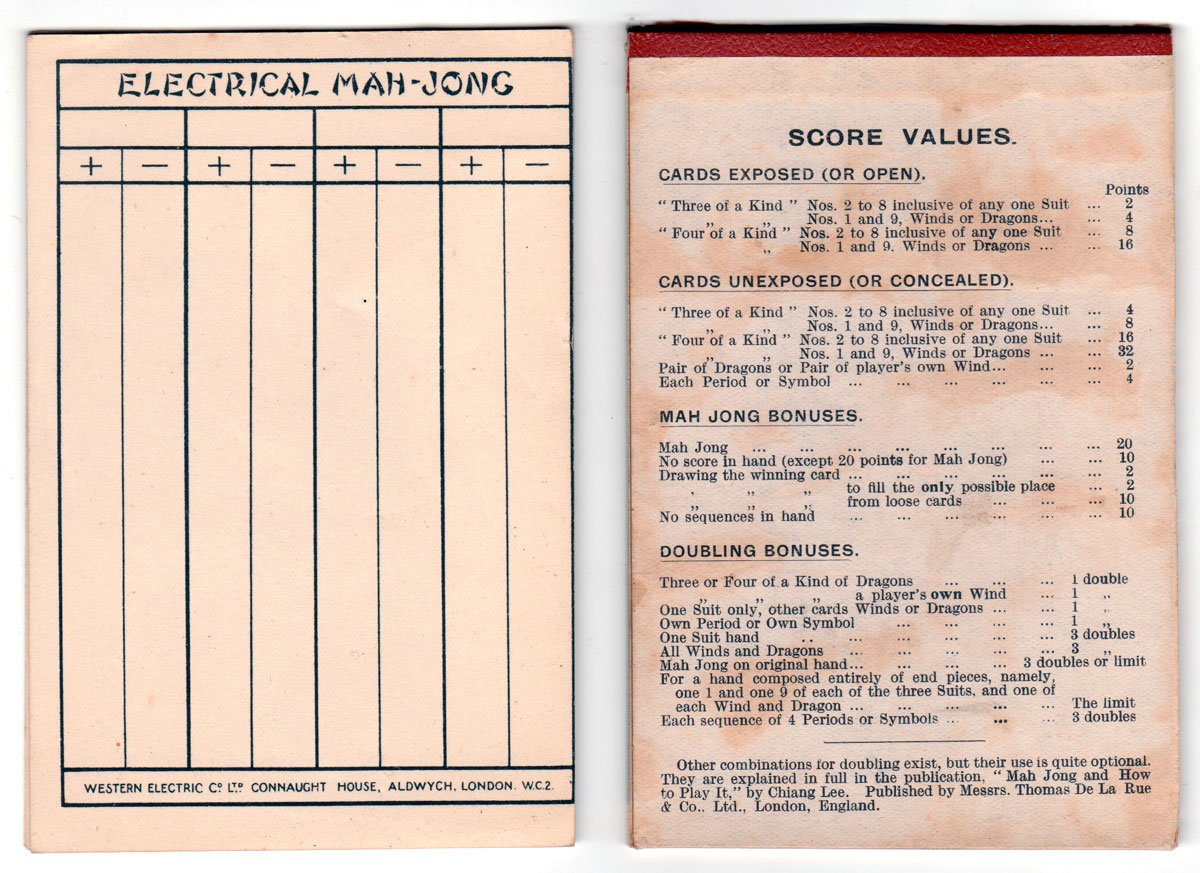 ELECTRICAL MAH-JONG
+ — + — + — + —
WESTERN ELECTRIC Cº LTD CONNAUGHT HOUSE, ALDWYCH. LONDON. W.C.2.
SCORE VALUES.
CARDS EXPOSED (OR OPEN).
Points
“ Three of a Kind ” Nos. 2 to 8 inclusive of any one Suit ... 2
„ „ Nos. 1 and 9, Winds or Dragons... ... 4
“ Four of a Kind ” Nos. 2 to 8 inclusive of any one Suit ... 8
„ Nos. 1 and 9. Winds or Dragons ... ... 16
CARDS UNEXPOSED (OR CONCEALED).
“ Three of a Kind ” Nos. 2 to 8 inclusive of any one Suit ... 4
„ „ Nos. 1 and 9, Winds or Dragons... ... 8
“ Four of a Kind ” Nos. 2 to 8 inclusive of any one Suit ... 16
„ „ Nos. 1 and 9, Winds or Dragons ... ... 32
Pair of Dragons or Pair of player's own Wind... ... ... 2
Each Period or Symbol ... ... ... ... ... ... 4
MAH JONG BONUSES.
Mah Jong ... ... ... ... ... ... ... ... 20
No score in hand (except 20 points for Mah Jong) ... ... 10
Drawing the winning card ... ... ... ... ... ... 2
„ „ to fill the only possible place ... 2
„ „ „ from loose cards ... ... ... 10
No sequences in hand ... ... ... ... ... ... 10
DOUBLING BONUSES.
Three or Four of a Kind of Dragons ... ... ... 1 double
„ „ „ a player's own Wind ... 1 „
One Suit only, other cards Winds or Dragons ... ... 1 „
Own Period or Own Symbol ... ... ... ... 1 „
One Suit hand .. ... ... ... ... ... 3 doubles
All Winds and Dragons ... ... ... ... ... 3 „
Mah Jong on original hand... ... ... ... 3 doubles or limit
For a hand composed entirely of end pieces, namely,
one 1 and one 9 of each of the three Suits, and one of
each Wind and Dragon ... ... ... ... ... The limit
Each sequence of 4 Periods or Symbols ... ... ... 3 doubles
Other combinations for doubling exist, but their use is quite optional.
They are explained in full in the publication, “ Mah Jong and How
to Play It,” by Chiang Lee. Published by Messrs. Thomas De La Rue
& Co., Ltd., London, England.